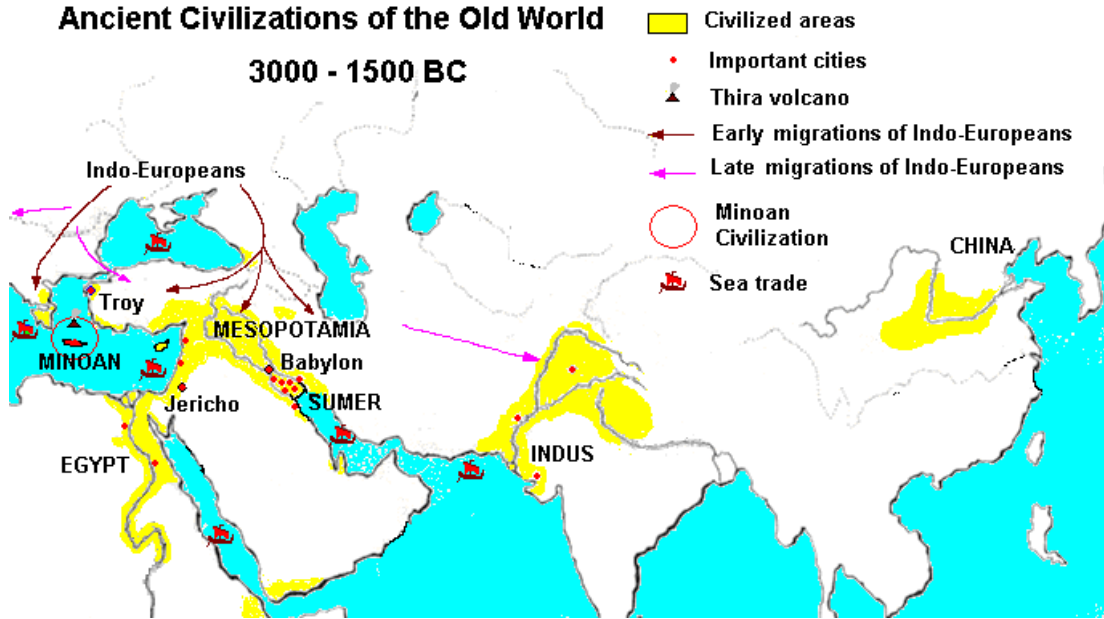 Ancient Civilizations of the Old World
3000 - 1500 BC
Civilized areas
Important cities
Thira volcano
Early migrations of Indo-Europeans
Late migrations of Indo-Europeans
Minoan
Civilization
Sea trade
Indo-Europeans
CHINA
Troy
MESOPOTAMIA
MINOAN
Babylon
Jericho
SUMER
EGYPT
INDUS